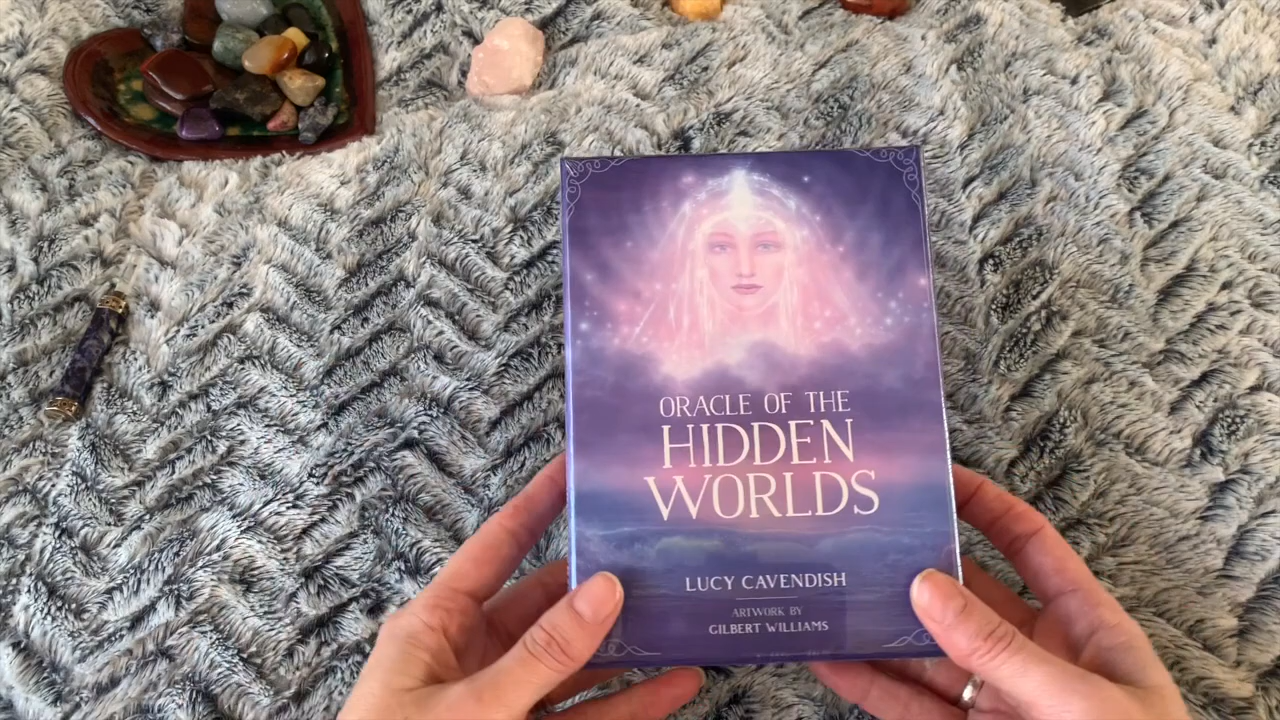 ORACLE OF THE
HIDDEN
WORLDS
LUCY CAVENDISH
ARTWORK BY
GILBERT WILLIAMS